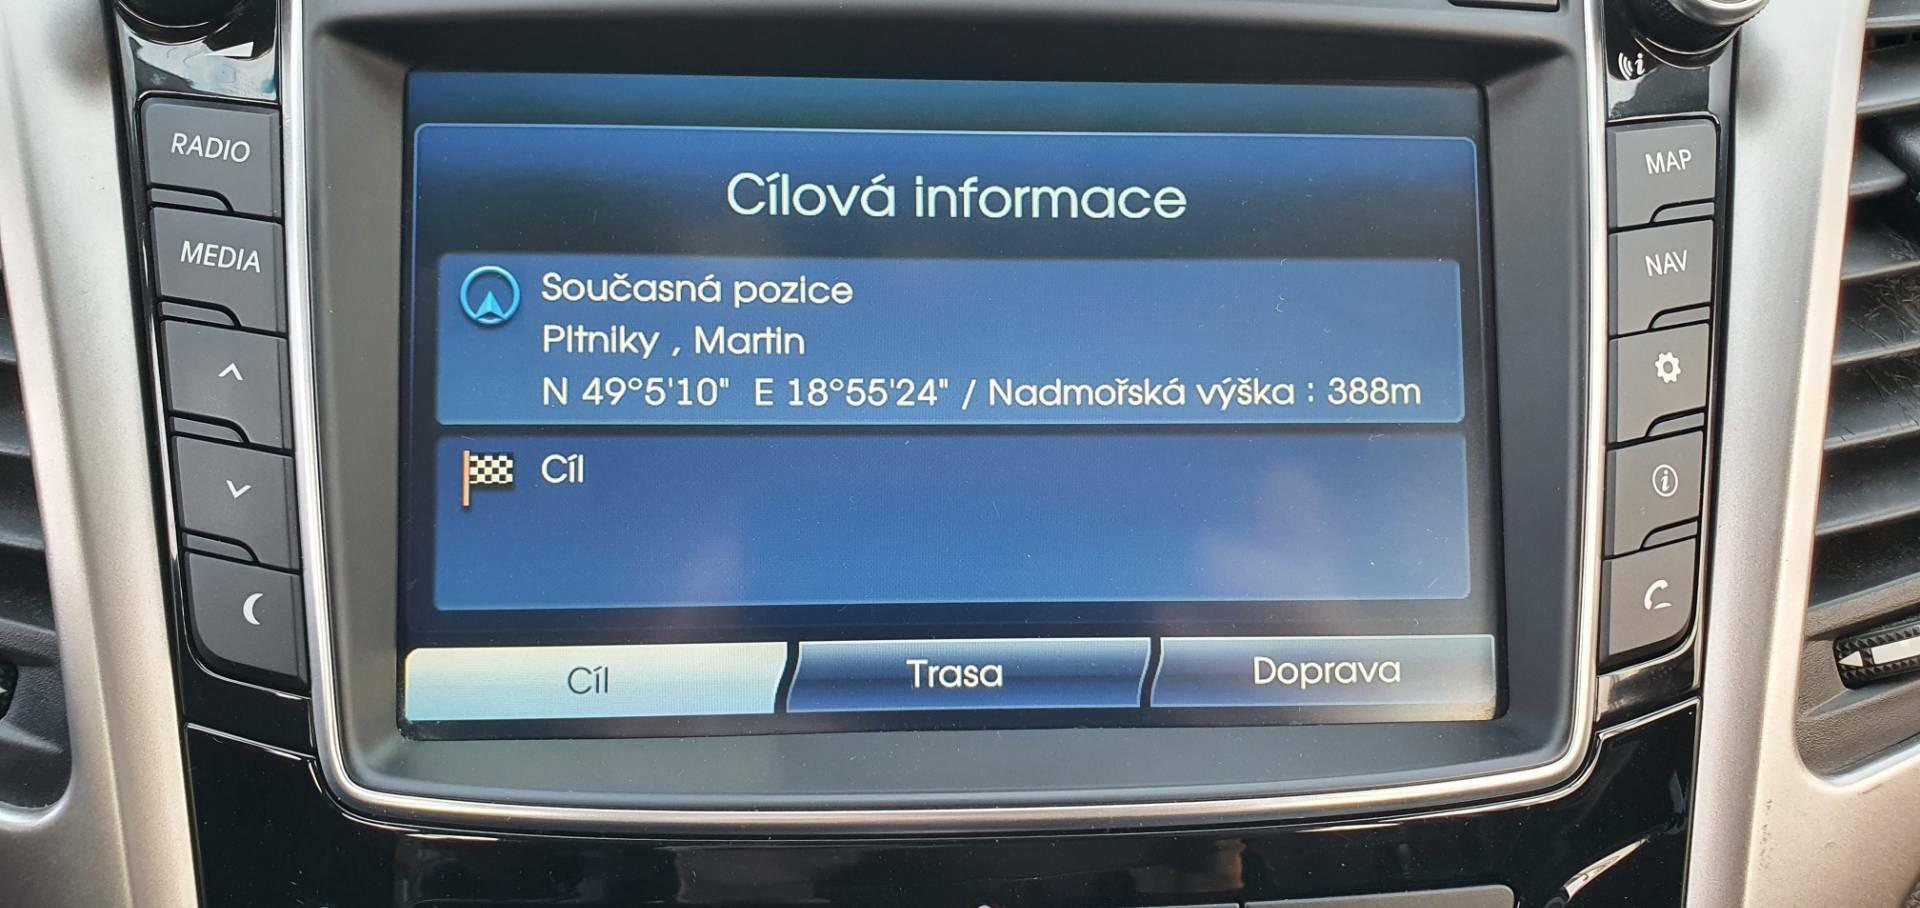 RADIO
MEDIA
Cílová informace
Současná pozice
Pltniky , Martin
N 49°5'10" E 18°55'24" / Nadmořská výška : 388m
Cíl
Cíl
Trasa
Doprava
MAP
NAV